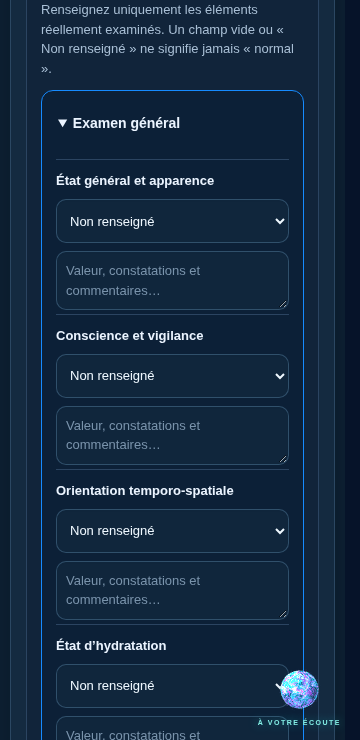 Renseignez uniquement les éléments
réellement examinés. Un champ vide ou «
Non renseigné » ne signifie jamais « normal
».
▼ Examen général
État général et apparence
Non renseigné
Valeur, constatations et
commentaires…
Conscience et vigilance
Non renseigné
Valeur, constatations et
commentaires…
Orientation temporo-spatiale
Non renseigné
Valeur, constatations et
commentaires…
État d’hydratation
Non renseigné
À VOTRE ÉCOUTE
Valeur, constatations et